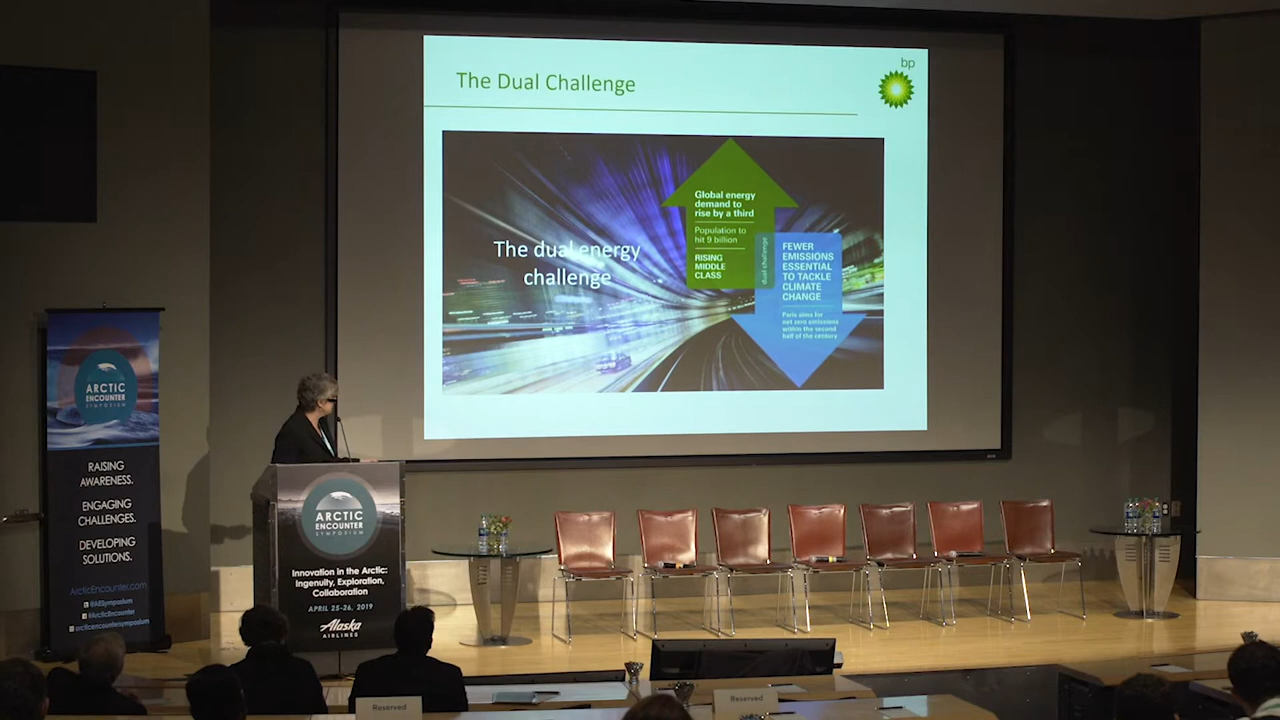 bp
The Dual Challenge
The dual energy
challenge
Global energy
demand to
rise by a third
Population to
hit 9 billion
RISING
MIDDLE
CLASS
dual challenge
FEWER
EMISSIONS
ESSENTIAL
TO TACKLE
CLIMATE
CHANGE
Paris aims for
net zero emissions
within the second
half of the century
ARCTIC
ENCOUNTER
SYMPOSIUM
RAISING
AWARENESS.
ENGAGING
CHALLENGES.
DEVELOPING
SOLUTIONS.
ArcticEncounter.com
@AESymposium
@ArcticEncounter
arcticencountersymposium
ARCTIC
ENCOUNTER
SYMPOSIUM
Innovation in the Arctic:
Ingenuity, Exploration,
Collaboration
APRIL 25-26, 2019
Alaska
AIRLINES
Reserved
Reserved